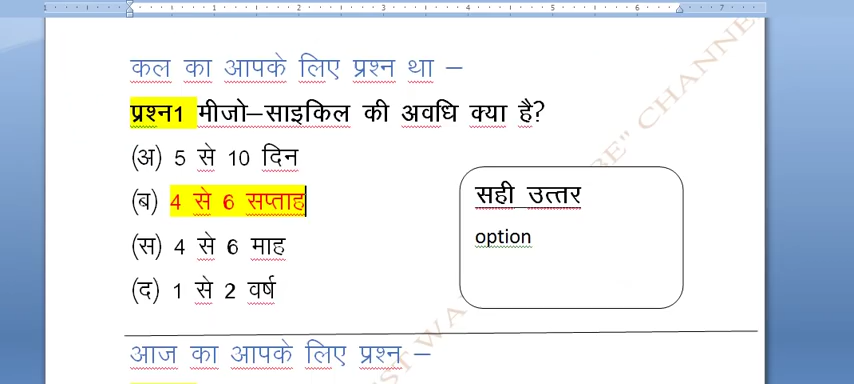 कल का आपके लिए प्रश्न था –
प्रश्न1 मीजो–साइकिल की अवधि क्या है?
(अ) 5 से 10 दिन
(ब) 4 से 6 सप्ताह
(स) 4 से 6 माह
(द) 1 से 2 वर्ष
सही उत्तर
option
आज का आपके लिए प्रश्न –